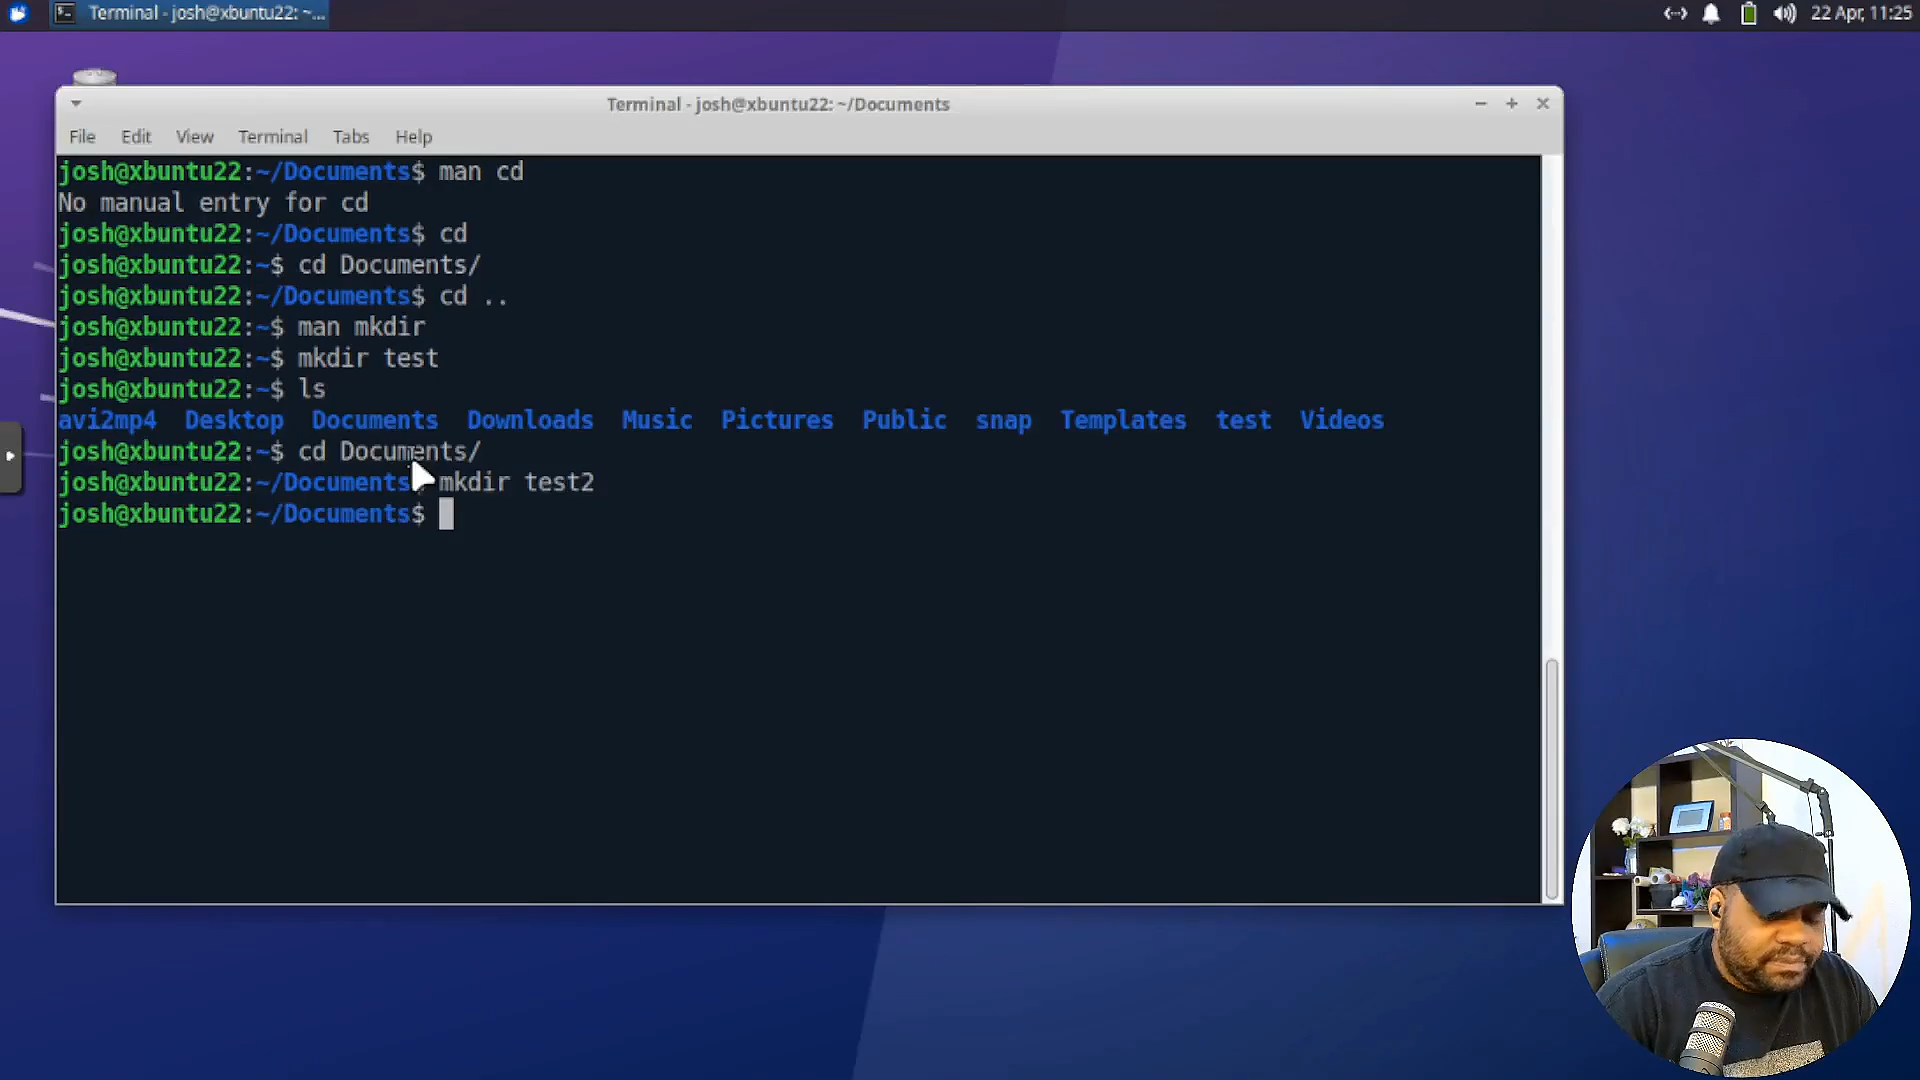 Terminal - josh@xbuntu22: ~...
22 Apr, 11:25
Terminal - josh@xbuntu22: ~/Documents
File Edit View Terminal Tabs Help
josh@xbuntu22:~/Documents$ man cd
No manual entry for cd
josh@xbuntu22:~/Documents$ cd
josh@xbuntu22:~$ cd Documents/
josh@xbuntu22:~/Documents$ cd ..
josh@xbuntu22:~$ man mkdir
josh@xbuntu22:~$ mkdir test
josh@xbuntu22:~$ ls
avi2mp4 Desktop Documents Downloads Music Pictures Public snap Templates test Videos
josh@xbuntu22:~$ cd Documents/
josh@xbuntu22:~/Documents mkdir test2
josh@xbuntu22:~/Documents$